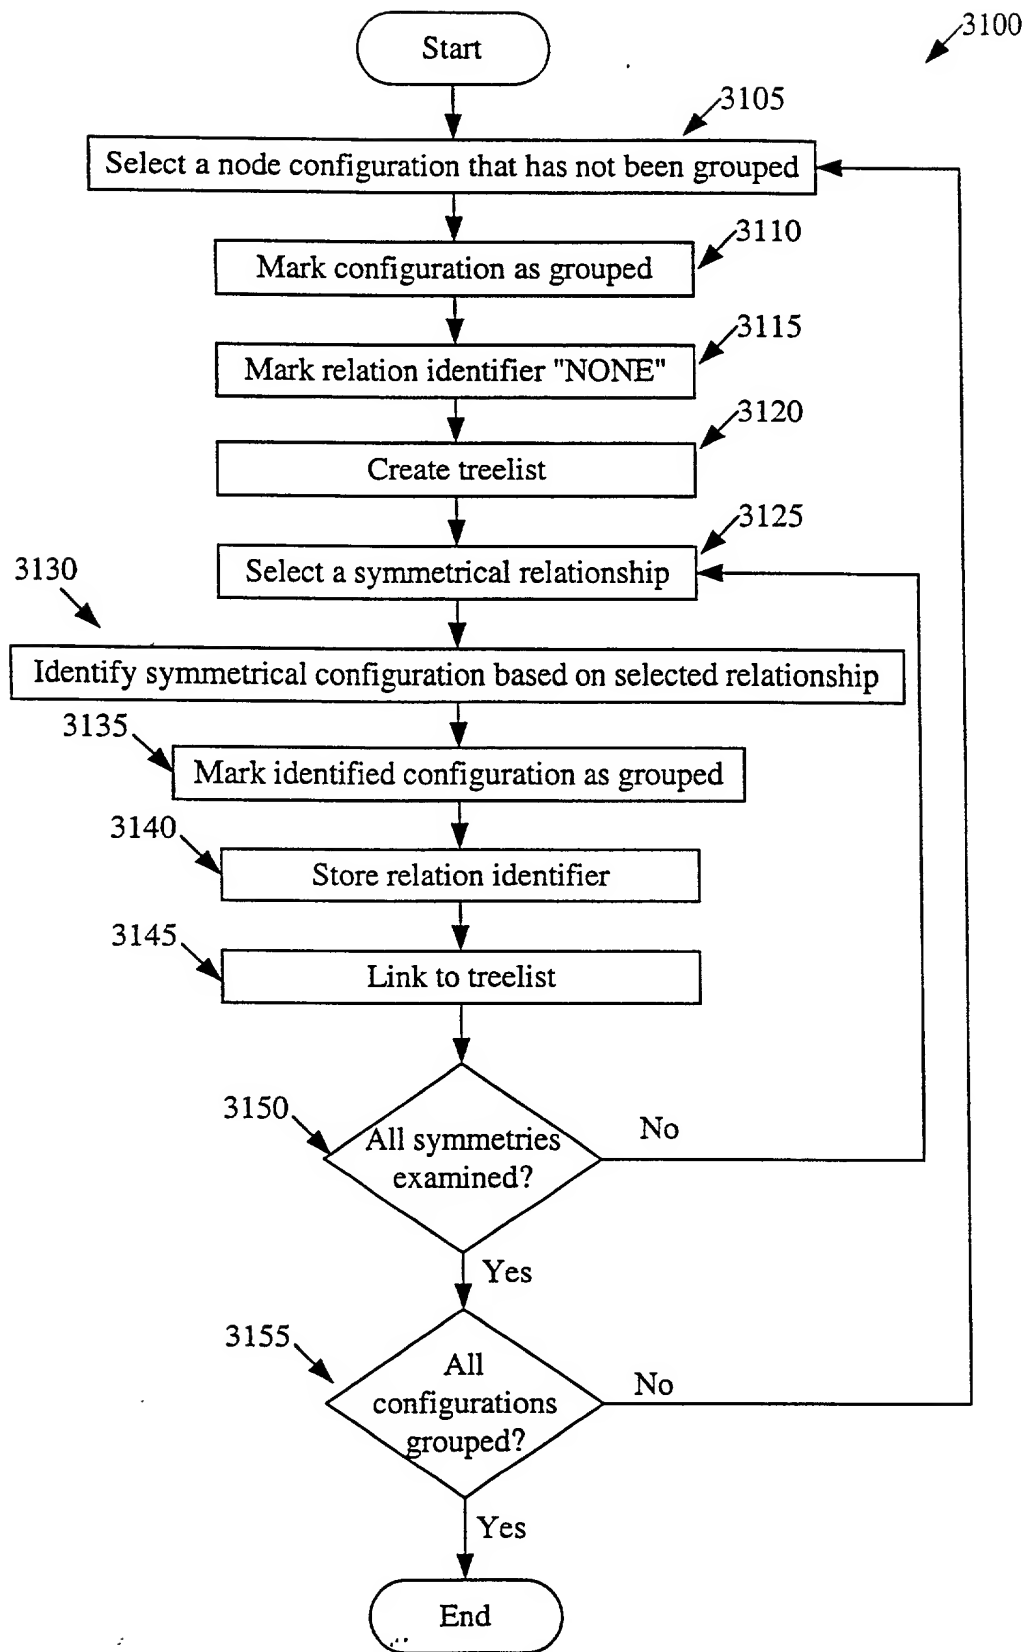 3100
Start
3105
Select a node configuration that has not been grouped
3110
Mark configuration as grouped
3115
Mark relation identifier "NONE"
3120
Create treelist
3125
Select a symmetrical relationship
3130
Identify symmetrical configuration based on selected relationship
3135
Mark identified configuration as grouped
3140
Store relation identifier
3145
Link to treelist
3150
All symmetries
examined?
No
Yes
3155
All
configurations
grouped?
No
Yes
End